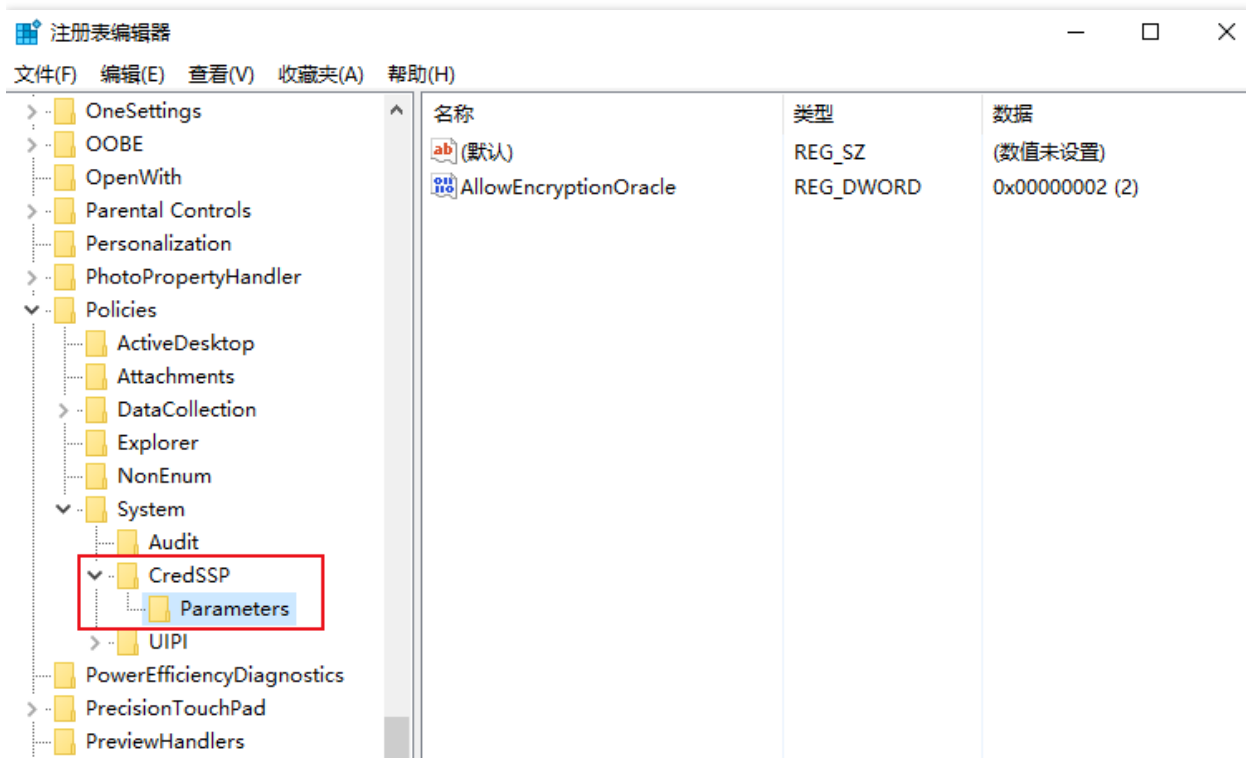 注册表编辑器
文件(F) 编辑(E) 查看(V) 收藏夹(A) 帮助(H)
OneSettings
OOBE
OpenWith
Parental Controls
Personalization
PhotoPropertyHandler
Policies
ActiveDesktop
Attachments
DataCollection
Explorer
NonEnum
System
Audit
CredSSP
Parameters
UIPI
PowerEfficiencyDiagnostics
PrecisionTouchPad
PreviewHandlers
名称 类型 数据
ab (默认) REG_SZ (数值未设置)
AllowEncryptionOracle REG_DWORD 0x00000002 (2)